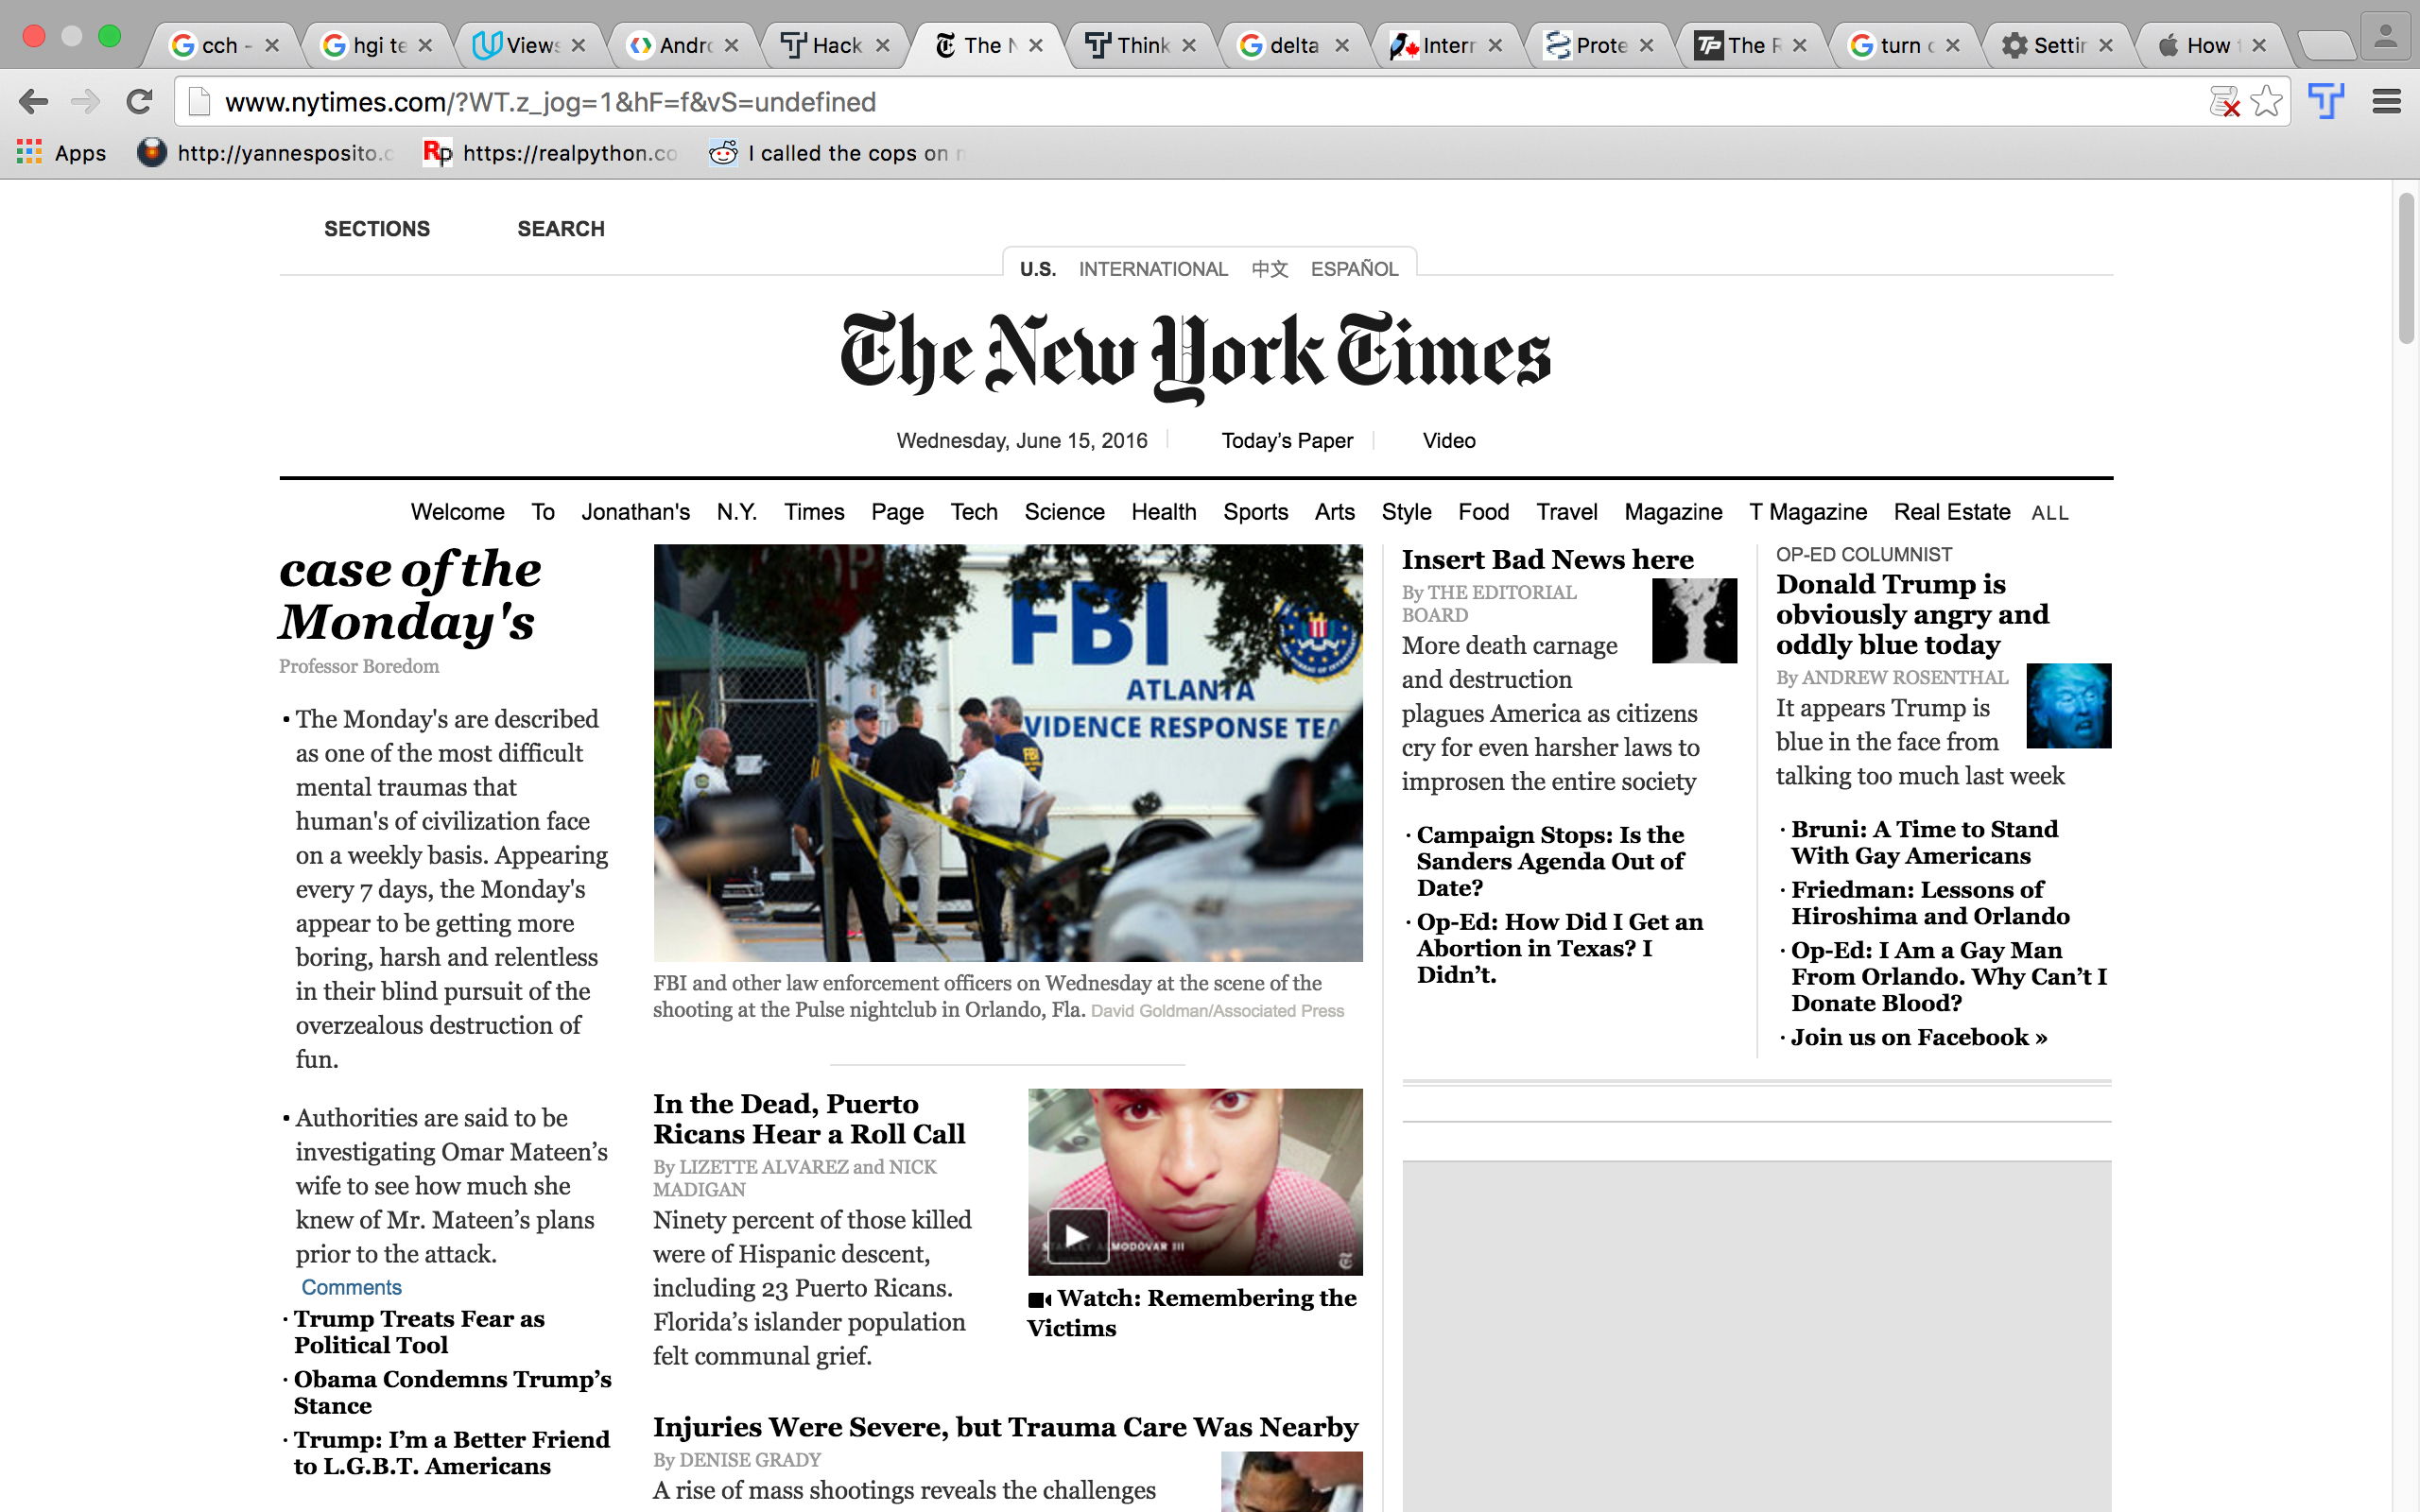 cch -
hgi te
Views
Andro
Hack
The N
Think
G delta
Intern
Prote
The R
turn o
Settin
How t
www.nytimes.com/?WT.z_jog=1&hF=f&vS=undefined
Apps
http://yannesposito.c
https://realpython.co
I called the cops on n
SECTIONS SEARCH
U.S. INTERNATIONAL 中文 ESPAÑOL
The New York Times
Wednesday, June 15, 2016
Today's Paper
Video
Welcome To Jonathan's N.Y. Times Page Tech Science Health Sports Arts Style Food Travel Magazine T Magazine Real Estate ALL
case of the
Monday's
Professor Boredom
• The Monday's are described
as one of the most difficult
mental traumas that
human's of civilization face
on a weekly basis. Appearing
every 7 days, the Monday's
appear to be getting more
boring, harsh and relentless
in their blind pursuit of the
overzealous destruction of
fun.
• Authorities are said to be
investigating Omar Mateen’s
wife to see how much she
knew of Mr. Mateen’s plans
prior to the attack.
Comments
· Trump Treats Fear as
Political Tool
· Obama Condemns Trump’s
Stance
· Trump: I’m a Better Friend
to L.G.B.T. Americans
STOP
FBI
ATLANTA
VIDENCE RESPONSE TEA
FBI
FBI and other law enforcement officers on Wednesday at the scene of the
shooting at the Pulse nightclub in Orlando, Fla. David Goldman/Associated Press
In the Dead, Puerto
Ricans Hear a Roll Call
By LIZETTE ALVAREZ and NICK
MADIGAN
Ninety percent of those killed
were of Hispanic descent,
including 23 Puerto Ricans.
Florida’s islander population
felt communal grief.
ALMODOVAR III
Watch: Remembering the
Victims
Injuries Were Severe, but Trauma Care Was Nearby
By DENISE GRADY
A rise of mass shootings reveals the challenges
Insert Bad News here
By THE EDITORIAL
BOARD
More death carnage
and destruction
plagues America as citizens
cry for even harsher laws to
improsen the entire society
· Campaign Stops: Is the
Sanders Agenda Out of
Date?
· Op-Ed: How Did I Get an
Abortion in Texas? I
Didn’t.
OP-ED COLUMNIST
Donald Trump is
obviously angry and
oddly blue today
By ANDREW ROSENTHAL
It appears Trump is
blue in the face from
talking too much last week
· Bruni: A Time to Stand
With Gay Americans
· Friedman: Lessons of
Hiroshima and Orlando
· Op-Ed: I Am a Gay Man
From Orlando. Why Can’t I
Donate Blood?
· Join us on Facebook »